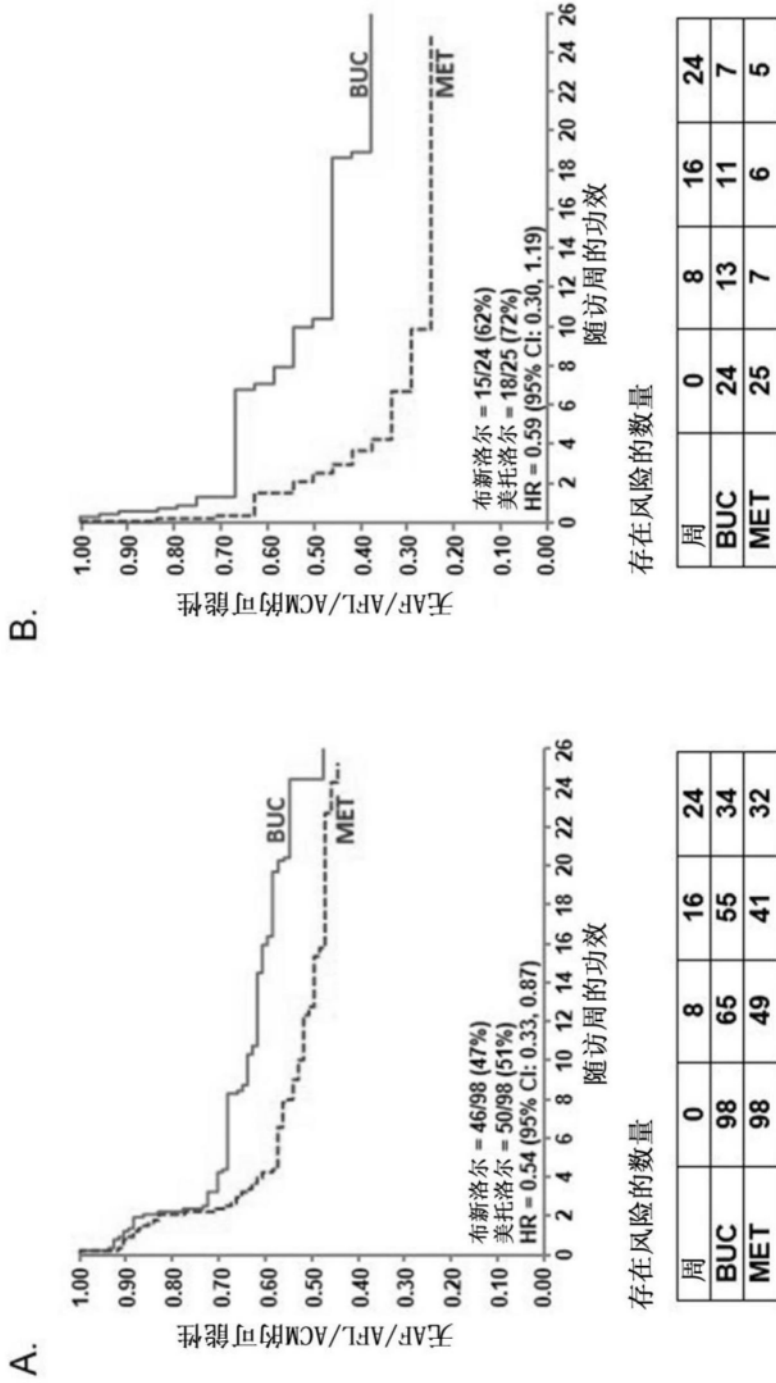 A.
无AF/AFL/ACM的可能性
1.00
0.90
0.80
0.70
0.60
0.50
0.40
0.30
0.20
0.10
0.00
BUC
MET
布新洛尔 = 46/98 (47%)
美托洛尔 = 50/98 (51%)
HR = 0.54 (95% CI: 0.33, 0.87)
0 2 4 6 8 10 12 14 16 18 20 22 24 26
随访周的功效
存在风险的数量
周 0 8 16 24
BUC 98 65 55 34
MET 98 49 41 32
B.
无AF/AFL/ACM的可能性
1.00
0.90
0.80
0.70
0.60
0.50
0.40
0.30
0.20
0.10
0.00
BUC
MET
布新洛尔 = 15/24 (62%)
美托洛尔 = 18/25 (72%)
HR = 0.59 (95% CI: 0.30, 1.19)
0 2 4 6 8 10 12 14 16 18 20 22 24 26
随访周的功效
存在风险的数量
周 0 8 16 24
BUC 24 13 11 7
MET 25 7 6 5